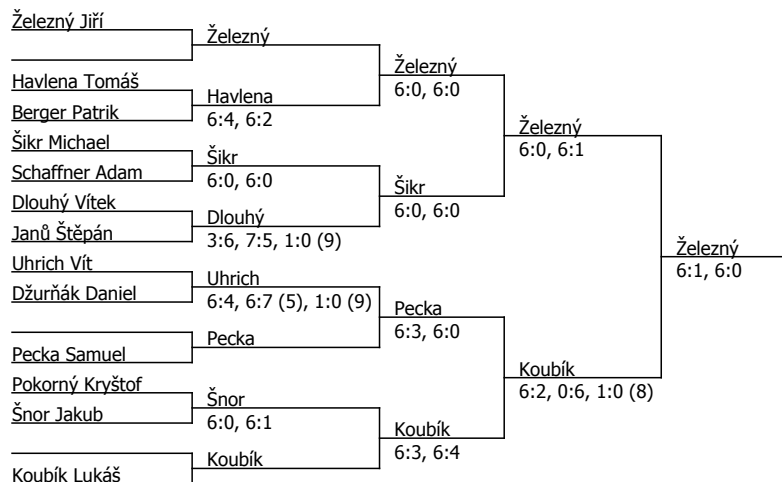 Železný Jiří
Železný
Havlena Tomáš
Berger Patrik
Havlena
6:4, 6:2
Železný
6:0, 6:0
Šikr Michael
Schaffner Adam
Šikr
6:0, 6:0
Dlouhý Vítek
Janů Štěpán
Dlouhý
3:6, 7:5, 1:0 (9)
Šikr
6:0, 6:0
Železný
6:0, 6:1
Uhrich Vít
Džurňák Daniel
Uhrich
6:4, 6:7 (5), 1:0 (9)
Pecka Samuel
Pecka
Pecka
6:3, 6:0
Pokorný Kryštof
Šnor Jakub
Šnor
6:0, 6:1
Koubík Lukáš
Koubík
Koubík
6:3, 6:4
Koubík
6:2, 0:6, 1:0 (8)
Železný
6:1, 6:0